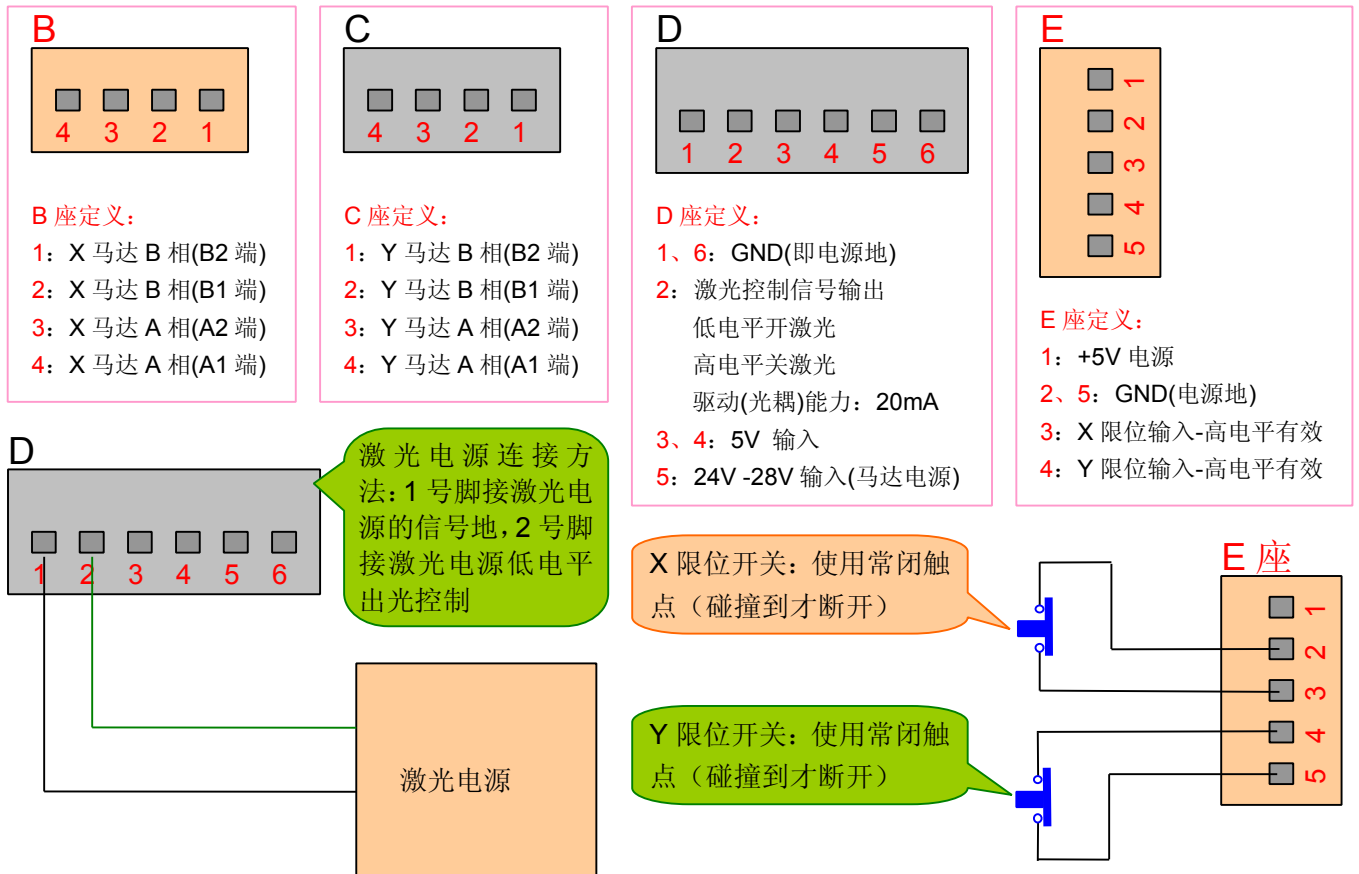 B
4 3 2 1
B 座定义：
1：X 马达 B 相(B2 端)
2：X 马达 B 相(B1 端)
3：X 马达 A 相(A2 端)
4：X 马达 A 相(A1 端)
C
4 3 2 1
C 座定义：
1：Y 马达 B 相(B2 端)
2：Y 马达 B 相(B1 端)
3：Y 马达 A 相(A2 端)
4：Y 马达 A 相(A1 端)
D
1 2 3 4 5 6
D 座定义：
1、6：GND(即电源地)
2：激光控制信号输出
低电平开激光
高电平关激光
驱动(光耦)能力：20mA
3、4：5V 输入
5：24V -28V 输入(马达电源)
E
1
2
3
4
5
E 座定义：
1：+5V 电源
2、5：GND(电源地)
3：X 限位输入-高电平有效
4：Y 限位输入-高电平有效
D
1 2 3 4 5 6
激光电源连接方
法：1 号脚接激光电
源的信号地，2 号脚
接激光电源低电平
出光控制
激光电源
X 限位开关：使用常闭触
点（碰撞到才断开）
Y 限位开关：使用常闭触
点（碰撞到才断开）
E 座
1
2
3
4
5